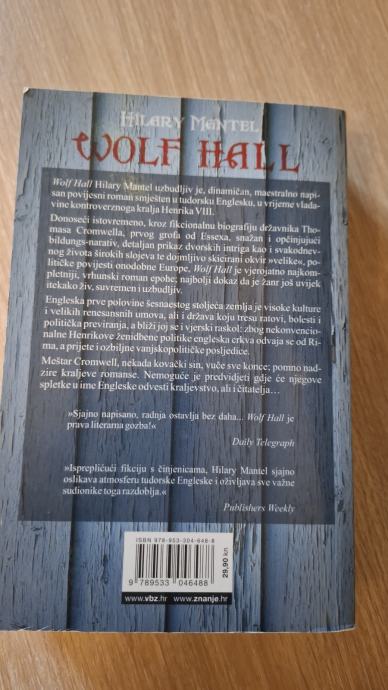 HILARY MANTEL
WOLF HALL
Wolf Hall Hilary Mantel uzbudljiv je, dinamičan, maestralno napi-
san povijesni roman smješten u tudorsku Englesku, u vrijeme vlada-
vine kontroverznoga kralja Henrika VIII.
Donoseći istovremeno, kroz fikcionalnu biografiju državnika Tho-
masa Cromwella, prvog grofa od Essexa, snažan i opčinjujući
bildungs-narativ, detaljan prikaz dvorskih intriga kao i svakodnev-
nog života širokih slojeva te dojmljivo skicirani okvir »velike«, po-
litičke povijesti onodobne Europe, Wolf Hall je vjerojatno najkom-
pletniji, vrhunski roman epohe; najbolji dokaz da je žanr još uvijek
itekako živ, suvremen i uzbudljiv.
Engleska prve polovine šesnaestog stoljeća zemlja je visoke kulture
i velikih renesansnih umova, ali i država koju tresu ratovi, bolesti i
politička previranja, a bliži joj se i vjerski raskol: zbog nekonvencio-
nalne Henrikove ženidbene politike engleska crkva odvaja se od Ri-
ma, a prijete i ozbiljne vanjskopolitičke posljedice.
Meštar Cromwell, nekada kovački sin, vuče sve konce; pomno nad-
zire kraljeve romanse. Nemoguće je predvidjeti gdje će njegove
spletke u ime Engleske odvesti kraljevstvo, ali i čitatelja...
»Sjajno napisano, radnja ostavlja bez daha... Wolf Hall je
prava literarna gozba!«
Daily Telegraph
»Isprepličući fikciju s činjenicama, Hilary Mantel sjajno
oslikava atmosferu tudorske Engleske i oživljava sve važne
sudionike toga razdoblja.«
Publishers Weekly
ISBN 978-953-304-648-8
9 789533 046488
29,90 kn
www.vbz.hr www.znanje.hr